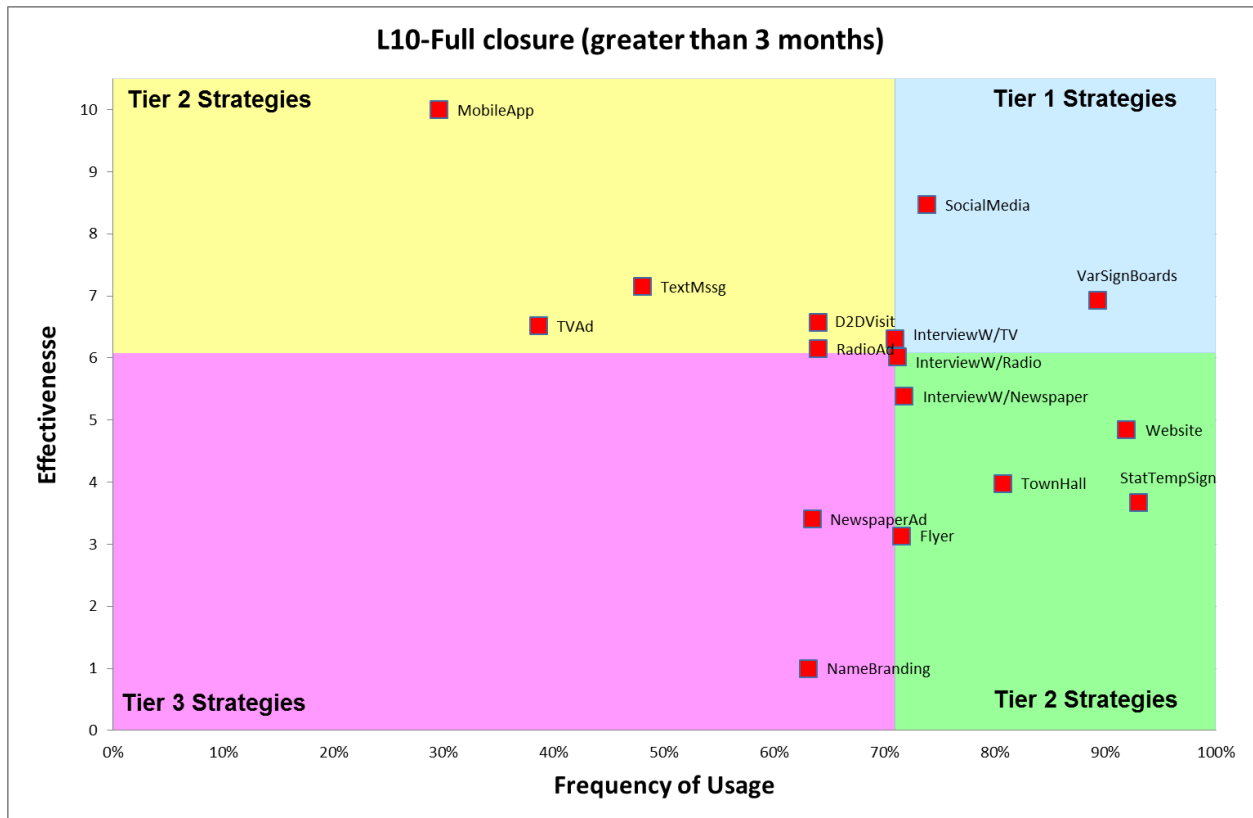 L10-Full closure (greater than 3 months)
Tier 2 Strategies
Tier 1 Strategies
10
MobileApp
9
SocialMedia
8
VarSignBoards
7
TextMssg
TVAd
D2DVisit
InterviewW/TV
RadioAd
6
InterviewW/Radio
InterviewW/Newspaper
5
Website
4
TownHall
StatTempSign
NewspaperAd
3
Flyer
2
1
NameBranding
Tier 3 Strategies
Tier 2 Strategies
0
Effectivenesse
0% 10% 20% 30% 40% 50% 60% 70% 80% 90% 100%
Frequency of Usage